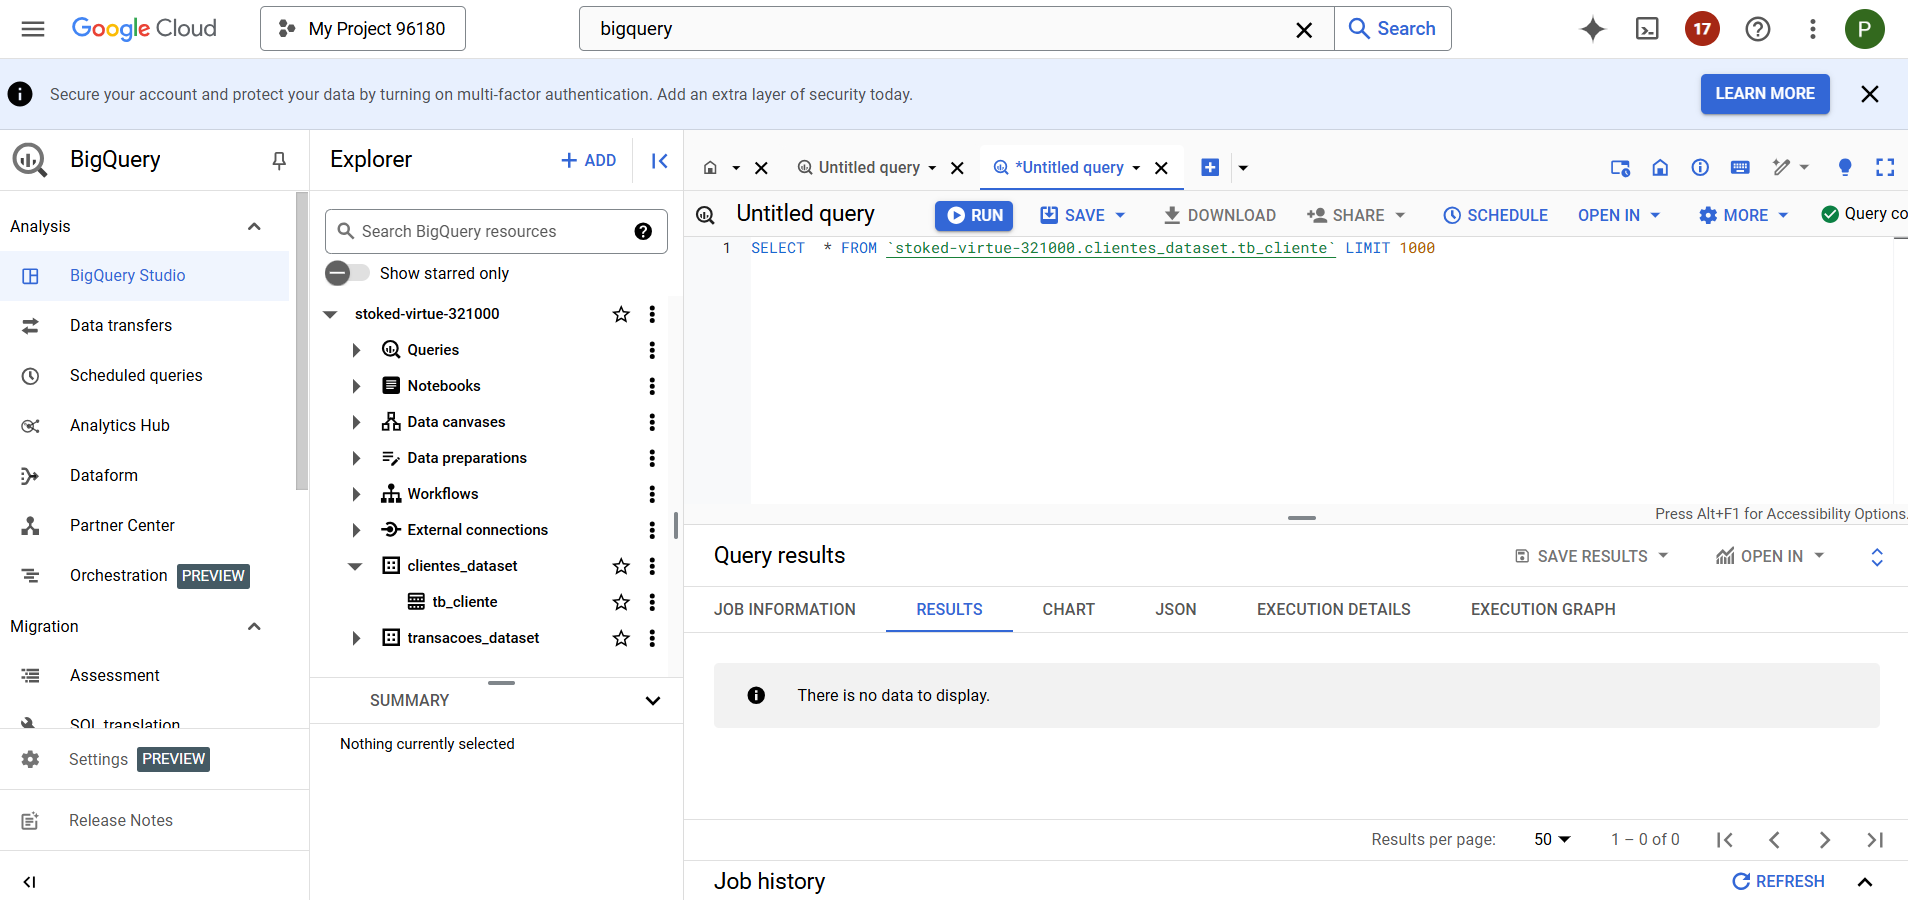 Google Cloud
My Project 96180
bigquery
Search
17
P
Secure your account and protect your data by turning on multi-factor authentication. Add an extra layer of security today.
LEARN MORE
BigQuery
Analysis
BigQuery Studio
Data transfers
Scheduled queries
Analytics Hub
Dataform
Partner Center
Orchestration PREVIEW
Migration
Assessment
SQL translation
Settings PREVIEW
Release Notes
Explorer
ADD
Search BigQuery resources
Show starred only
stoked-virtue-321000
Queries
Notebooks
Data canvases
Data preparations
Workflows
External connections
clientes_dataset
tb_cliente
transacoes_dataset
SUMMARY
Nothing currently selected
Untitled query
*Untitled query
Untitled query
RUN
SAVE
DOWNLOAD
SHARE
SCHEDULE
OPEN IN
MORE
Query co
1 SELECT * FROM `stoked-virtue-321000.clientes_dataset.tb_cliente` LIMIT 1000
Press Alt+F1 for Accessibility Options.
Query results
SAVE RESULTS
OPEN IN
JOB INFORMATION
RESULTS
CHART
JSON
EXECUTION DETAILS
EXECUTION GRAPH
There is no data to display.
Results per page: 50 1 – 0 of 0
Job history
REFRESH